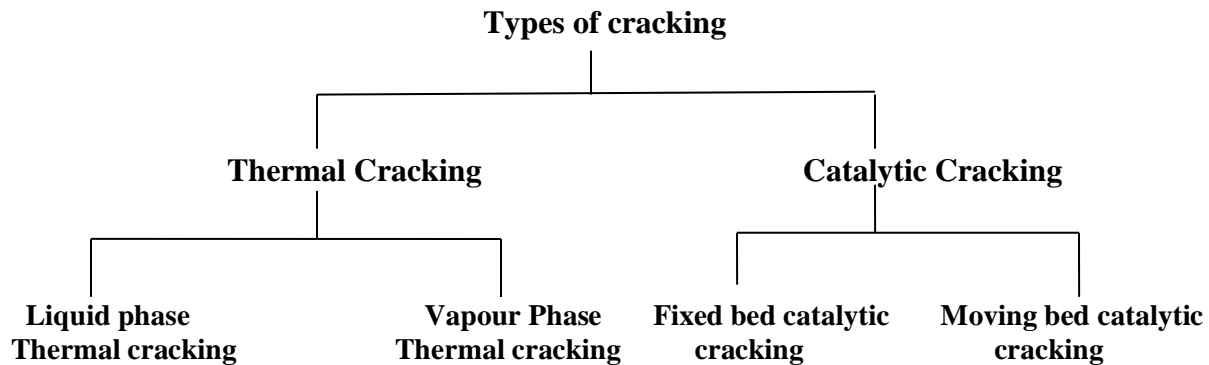 Types of cracking
Thermal Cracking
Catalytic Cracking
Liquid phase
Thermal cracking
Vapour Phase
Thermal cracking
Fixed bed catalytic
cracking
Moving bed catalytic
cracking